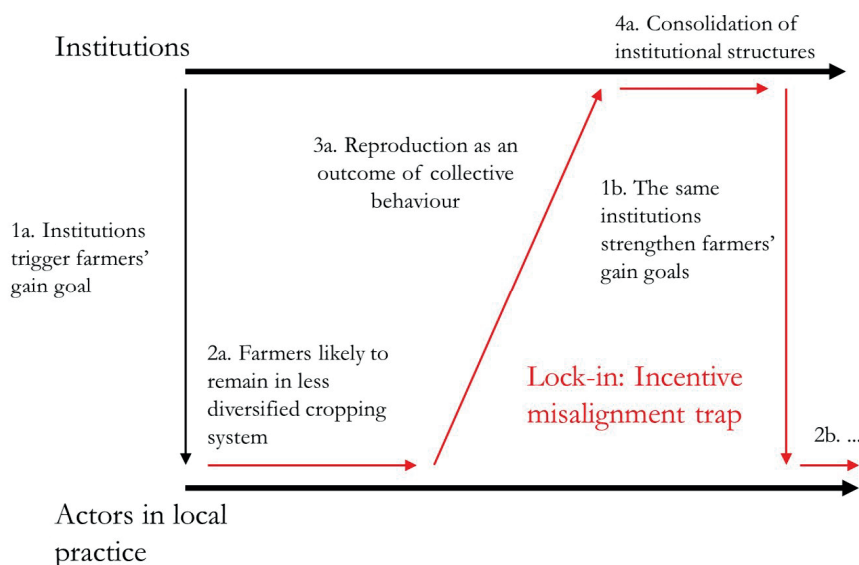 Institutions
4a. Consolidation of
institutional structures
3a. Reproduction as an
outcome of collective
behaviour
1b. The same
institutions
strengthen farmers'
gain goals
1a. Institutions
trigger farmers'
gain goal
2a. Farmers likely to
remain in less
diversified cropping
system
Lock-in: Incentive
misalignment trap
2b. ...
Actors in local
practice